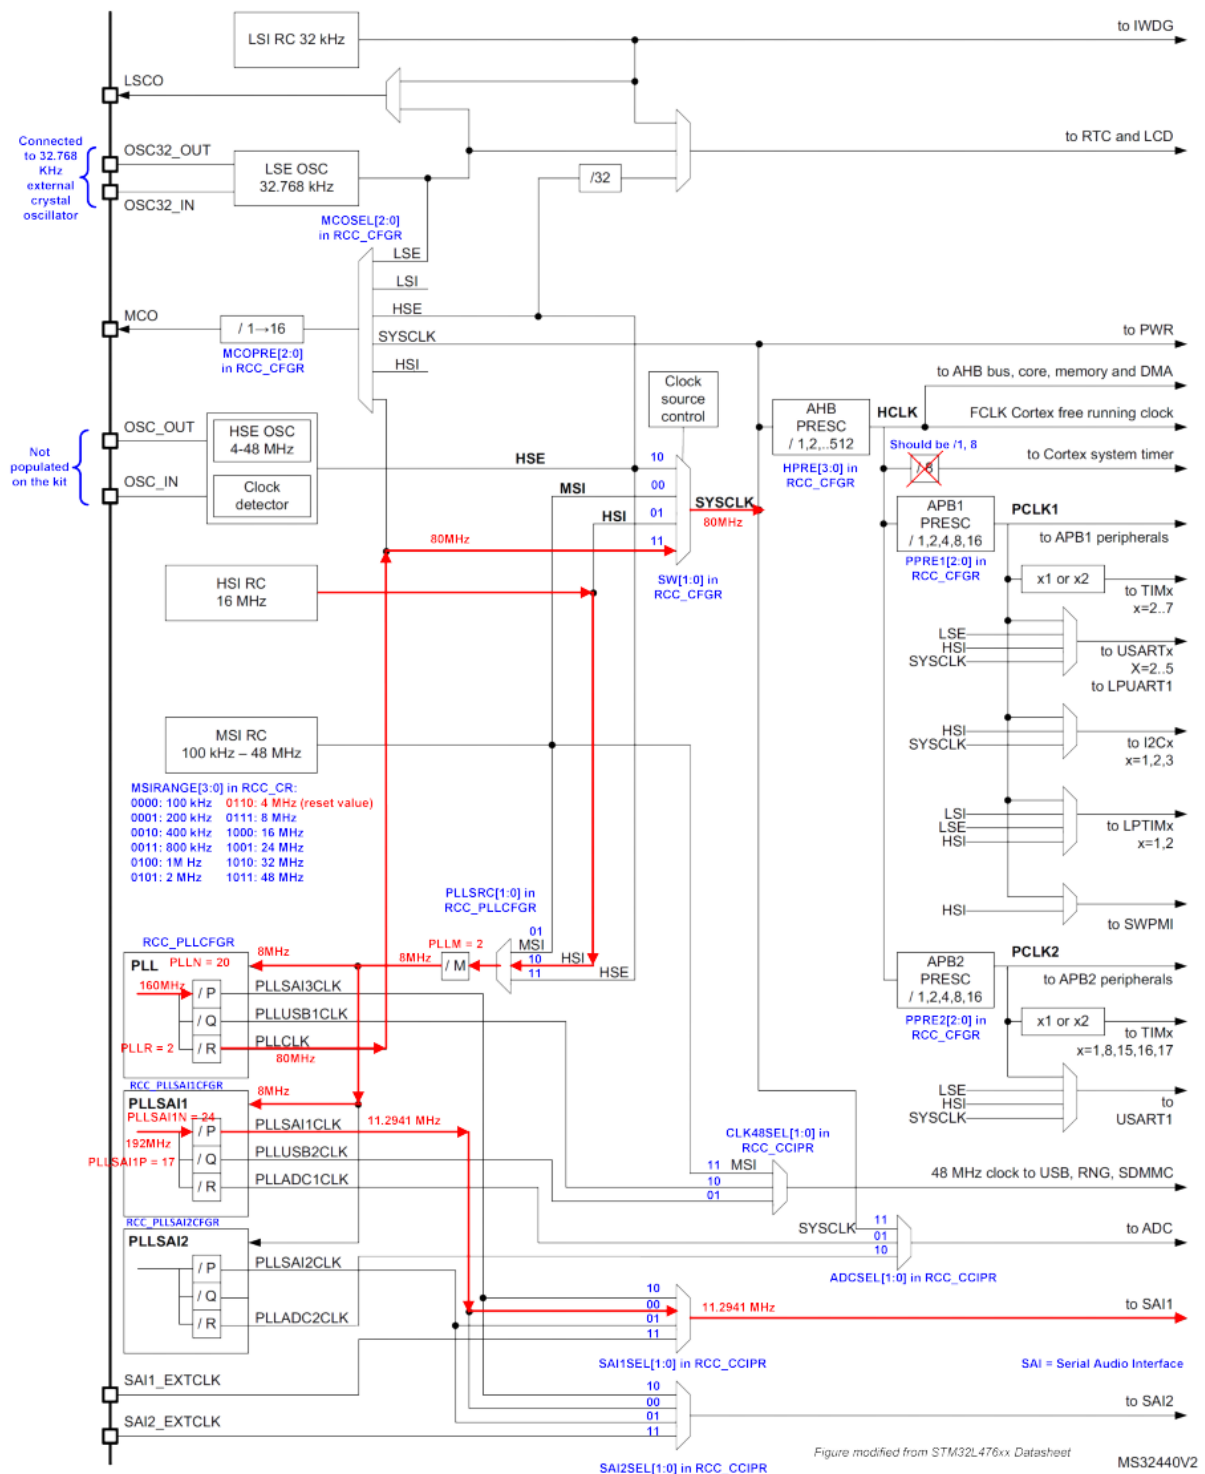 LSI RC 32 kHz
to IWDG
LSCO
Connected
to 32.768
KHz
external
crystal
oscillator
OSC32_OUT
OSC32_IN
LSE OSC
32.768 kHz
/32
to RTC and LCD
MCOSEL[2:0]
in RCC_CFGR
LSE
LSI
HSE
SYSCLK
HSI
MCO
/ 1→16
MCOPRE[2:0]
in RCC_CFGR
to PWR
to AHB bus, core, memory and DMA
Clock
source
control
AHB
PRESC
/ 1,2,..512
HCLK
FCLK Cortex free running clock
HPRE[3:0] in
RCC_CFGR
Should be /1, 8
/ 8
to Cortex system timer
OSC_OUT
OSC_IN
Not
populated
on the kit
HSE OSC
4-48 MHz
Clock
detector
HSE
10
MSI
00
HSI
01
80MHz
11
SYSCLK
80MHz
SW[1:0] in
RCC_CFGR
APB1
PRESC
/ 1,2,4,8,16
PCLK1
to APB1 peripherals
PPRE1[2:0] in
RCC_CFGR
x1 or x2
to TIMx
x=2..7
HSI RC
16 MHz
LSE
HSI
SYSCLK
to USARTx
X=2..5
to LPUART1
MSI RC
100 kHz – 48 MHz
HSI
SYSCLK
to I2Cx
x=1,2,3
MSIRANGE[3:0] in RCC_CR:
0000: 100 kHz 0110: 4 MHz (reset value)
0001: 200 kHz 0111: 8 MHz
0010: 400 kHz 1000: 16 MHz
0011: 800 kHz 1001: 24 MHz
0100: 1M Hz 1010: 32 MHz
0101: 2 MHz 1011: 48 MHz
LSI
LSE
HSI
to LPTIMx
x=1,2
HSI
to SWPMI
PLLSRC[1:0] in
RCC_PLLCFGR
01
MSI
10
HSI
11
HSE
PLLM = 2
/ M
8MHz
RCC_PLLCFGR
8MHz
PLL
PLLN = 20
160MHz
/ P
PLLSAI3CLK
/ Q
PLLUSB1CLK
PLLR = 2
/ R
PLLCLK
80MHz
APB2
PRESC
/ 1,2,4,8,16
PCLK2
to APB2 peripherals
PPRE2[2:0] in
RCC_CFGR
x1 or x2
to TIMx
x=1,8,15,16,17
LSE
HSI
SYSCLK
to
USART1
RCC_PLLSAI1CFGR
8MHz
PLLSAI1
PLLSAI1N = 24
/ P
PLLSAI1CLK
11.2941 MHz
192MHz
PLLSAI1P = 17
/ Q
PLLUSB2CLK
/ R
PLLADC1CLK
CLK48SEL[1:0] in
RCC_CCIPR
11 MSI
10
01
48 MHz clock to USB, RNG, SDMMC
RCC_PLLSAI2CFGR
PLLSAI2
/ P
PLLSAI2CLK
/ Q
/ R
PLLADC2CLK
SYSCLK
11
01
10
to ADC
ADCSEL[1:0] in RCC_CCIPR
10
00
01
11
11.2941 MHz
to SAI1
SAI1SEL[1:0] in RCC_CCIPR
SAI = Serial Audio Interface
SAI1_EXTCLK
SAI2_EXTCLK
10
00
01
11
to SAI2
SAI2SEL[1:0] in RCC_CCIPR
Figure modified from STM32L476xx Datasheet
MS32440V2